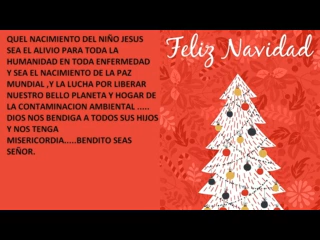 QUEL NACIMIENTO DEL NIÑO JESUS
SEA EL ALIVIO PARA TODA LA
HUMANIDAD EN TODA ENFERMEDAD
Y SEA EL NACIMIENTO DE LA PAZ
MUNDIAL ,Y LA LUCHA POR LIBERAR
NUESTRO BELLO PLANETA Y HOGAR DE
LA CONTAMINACION AMBIENTAL .....
DIOS NOS BENDIGA A TODOS SUS HIJOS
Y NOS TENGA
MISERICORDIA.....BENDITO SEAS
SEÑOR.
Feliz Navidad